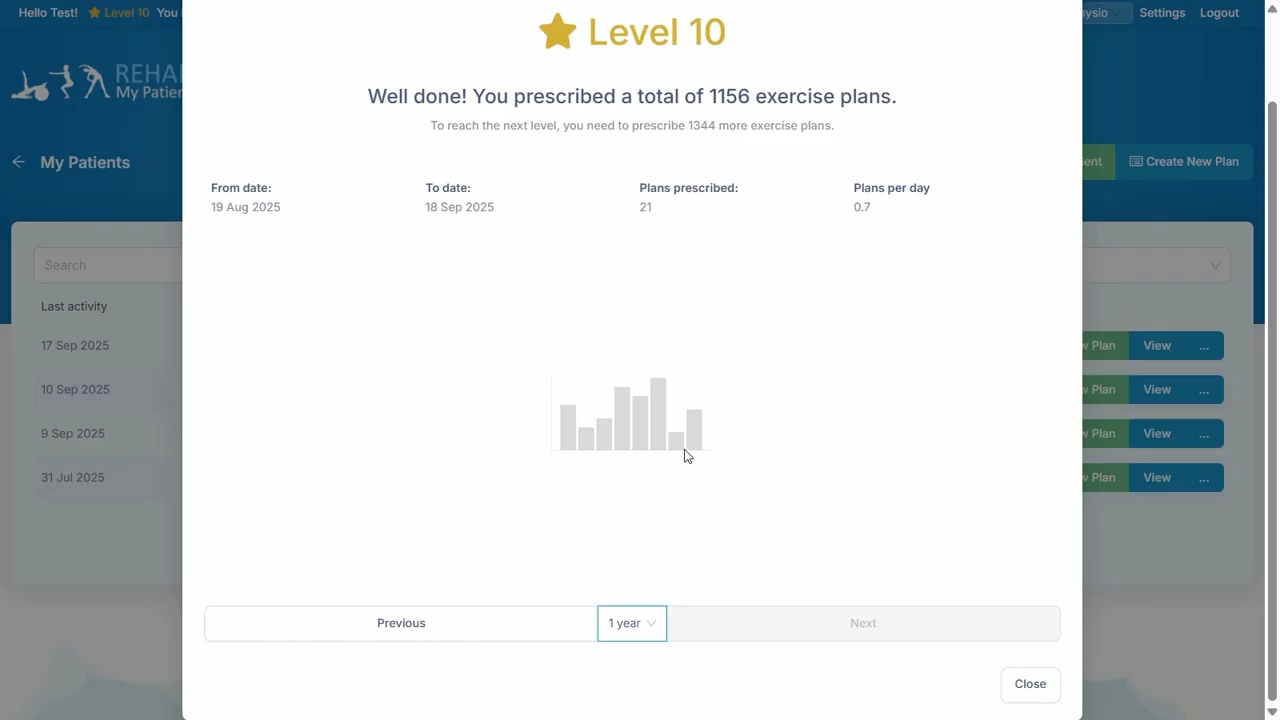 Hello Test! Level 10 You
Settings Logout
Level 10
REHA
My Patien
Well done! You prescribed a total of 1156 exercise plans.
To reach the next level, you need to prescribe 1344 more exercise plans.
My Patients
Create New Plan
From date: To date: Plans prescribed: Plans per day
19 Aug 2025 18 Sep 2025 21 0.7
Search
Last activity
17 Sep 2025 Plan View ...
10 Sep 2025 Plan View ...
9 Sep 2025 Plan View ...
31 Jul 2025 Plan View ...
Previous 1 year Next
Close